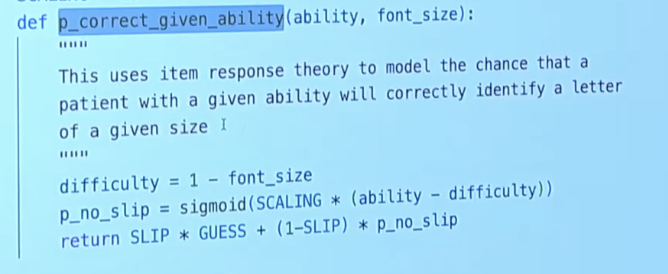 def p_correct_given_ability(ability, font_size):
"""
This uses item response theory to model the chance that a
patient with a given ability will correctly identify a letter
of a given size
"""
difficulty = 1 - font_size
p_no_slip = sigmoid(SCALING * (ability - difficulty))
return SLIP * GUESS + (1-SLIP) * p_no_slip